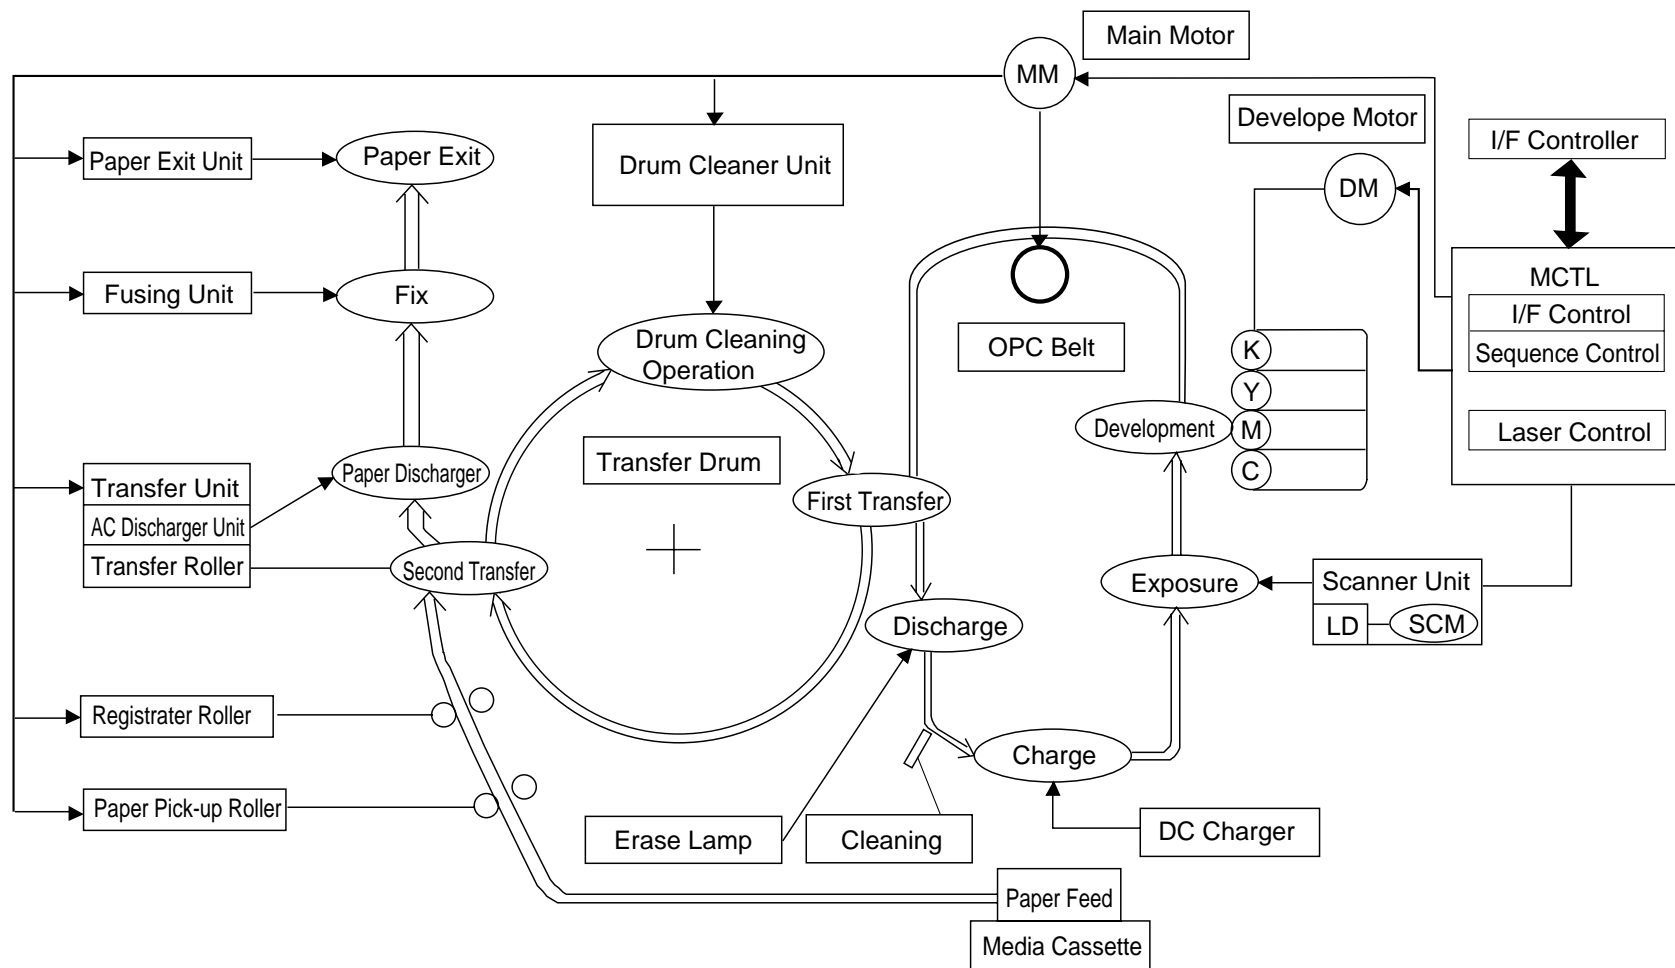 Main Motor
MM
Develope Motor
I/F Controller
Paper Exit Unit
Paper Exit
Drum Cleaner Unit
DM
MCTL
I/F Control
Sequence Control
Laser Control
Fusing Unit
Fix
Drum Cleaning
Operation
OPC Belt
K
Y
M
C
Development
Transfer Drum
Paper Discharger
Transfer Unit
AC Discharger Unit
Transfer Roller
First Transfer
Second Transfer
Exposure
Scanner Unit
LD
SCM
Discharge
Registrater Roller
Charge
Paper Pick-up Roller
Erase Lamp
Cleaning
DC Charger
Paper Feed
Media Cassette